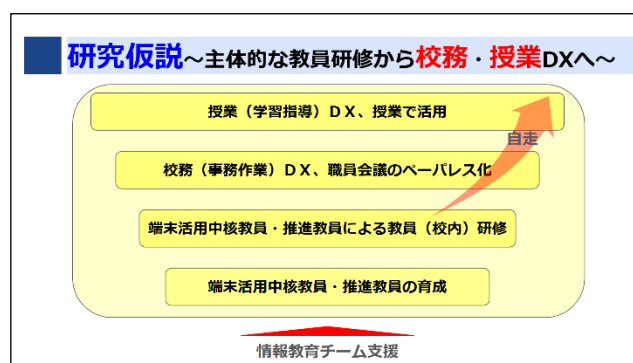 研究仮説~主体的な教員研修から校務・授業DXへ~
授業（学習指導）ＤＸ、授業で活用
自走
校務（事務作業）ＤＸ、職員会議のペーパレス化
端末活用中核教員・推進教員による教員（校内）研修
端末活用中核教員・推進教員の育成
情報教育チーム支援